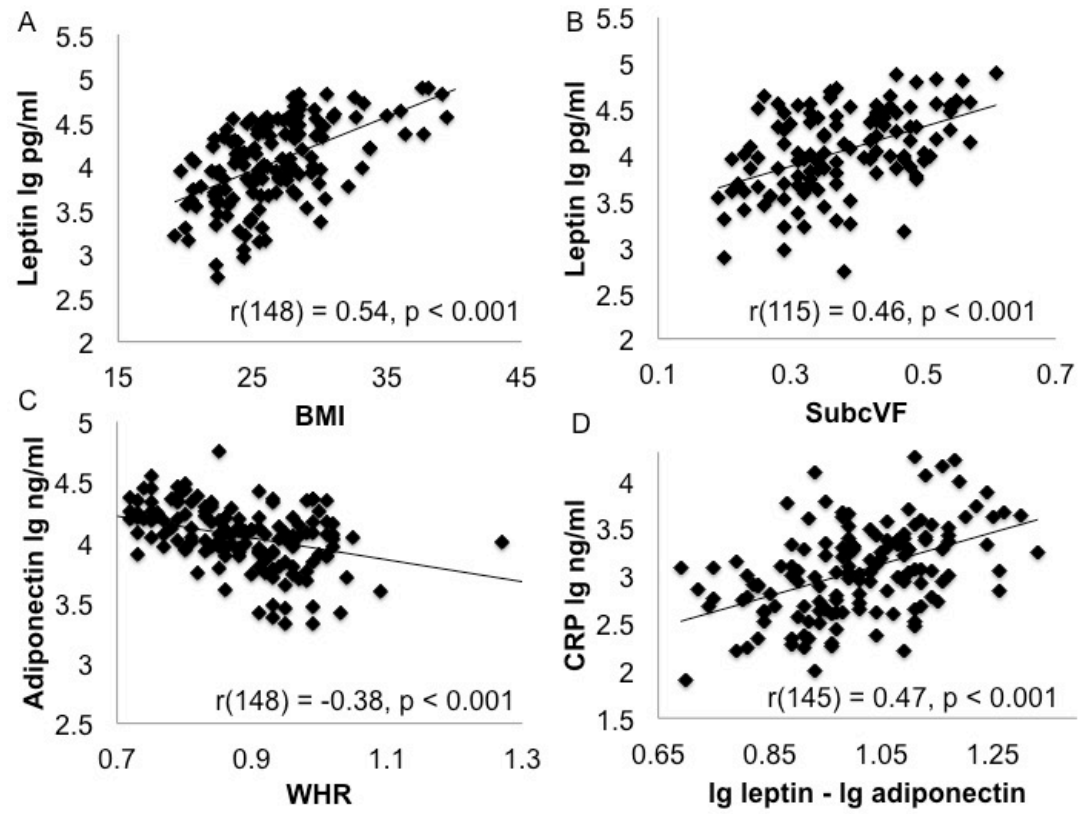 A
Leptin lg pg/ml
5.5
5
4.5
4
3.5
3
2.5
2
r(148) = 0.54, p < 0.001
15 25 35 45
BMI
B
Leptin lg pg/ml
5.5
5
4.5
4
3.5
3
2.5
2
r(115) = 0.46, p < 0.001
0.1 0.3 0.5 0.7
SubcVF
C
Adiponectin lg ng/ml
5
4.5
4
3.5
3
2.5
r(148) = -0.38, p < 0.001
0.7 0.9 1.1 1.3
WHR
D
CRP lg ng/ml
4
3.5
3
2.5
2
1.5
r(145) = 0.47, p < 0.001
0.65 0.85 1.05 1.25
lg leptin - lg adiponectin